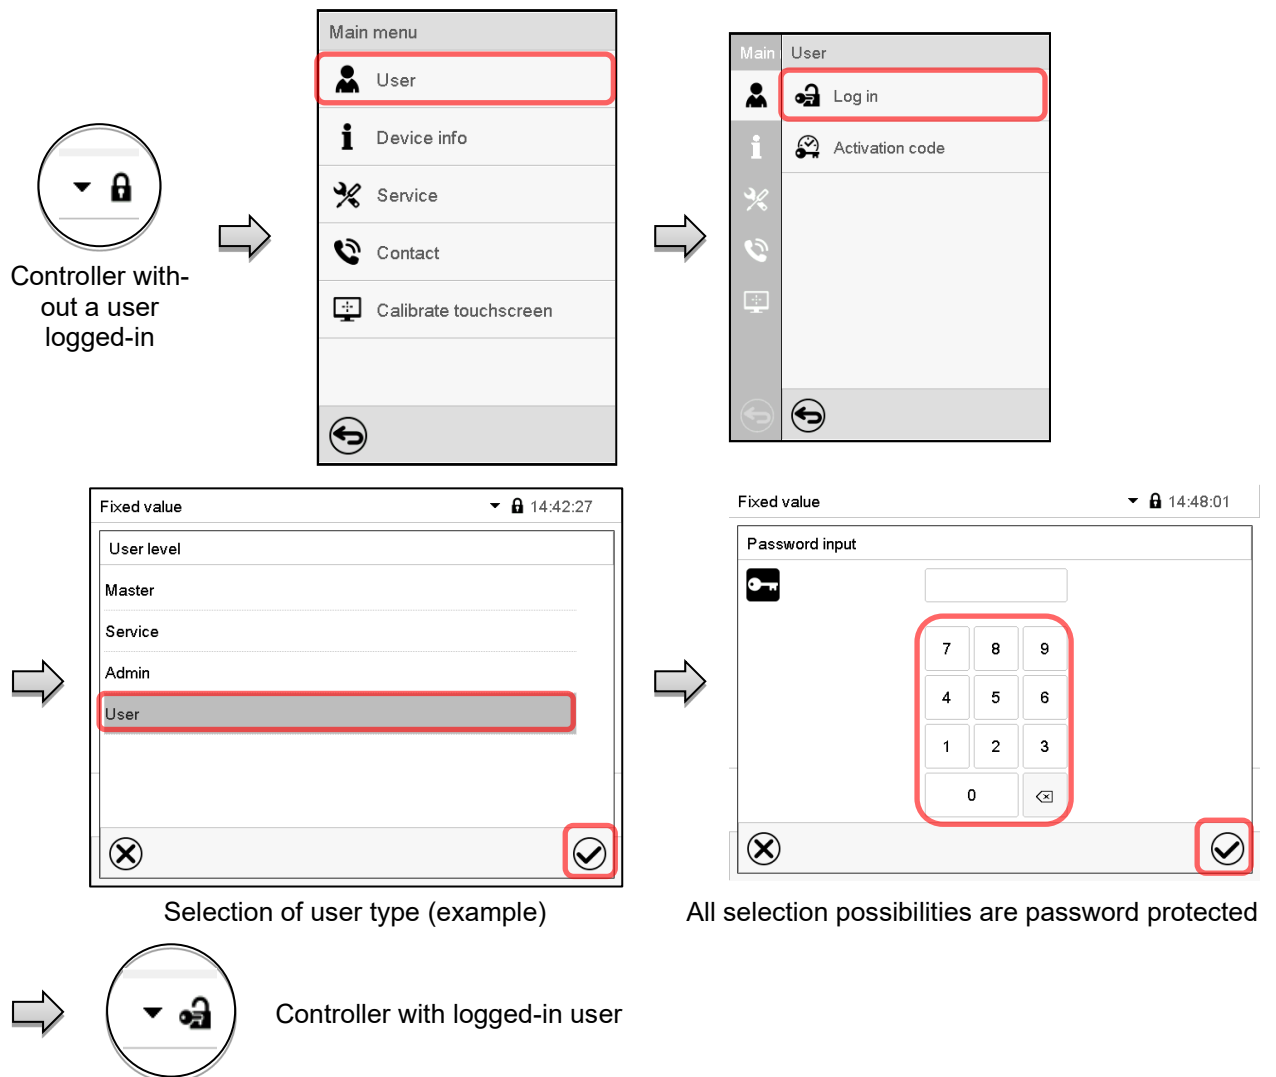 Controller with-
out a user
logged-in
Main menu
User
Device info
Service
Contact
Calibrate touchscreen
Main
User
Log in
Activation code
Fixed value
14:42:27
User level
Master
Service
Admin
User
Selection of user type (example)
Fixed value
14:48:01
Password input
7 8 9
4 5 6
1 2 3
0
All selection possibilities are password protected
Controller with logged-in user